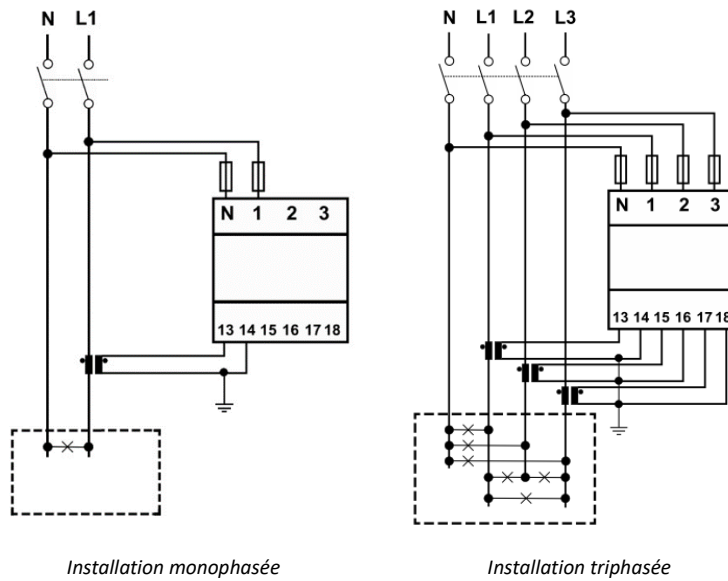 N L1
N L1 L2 L3
N 1 2 3
N 1 2 3
13 14 15 16 17 18
13 14 15 16 17 18
Installation monophasée
Installation triphasée